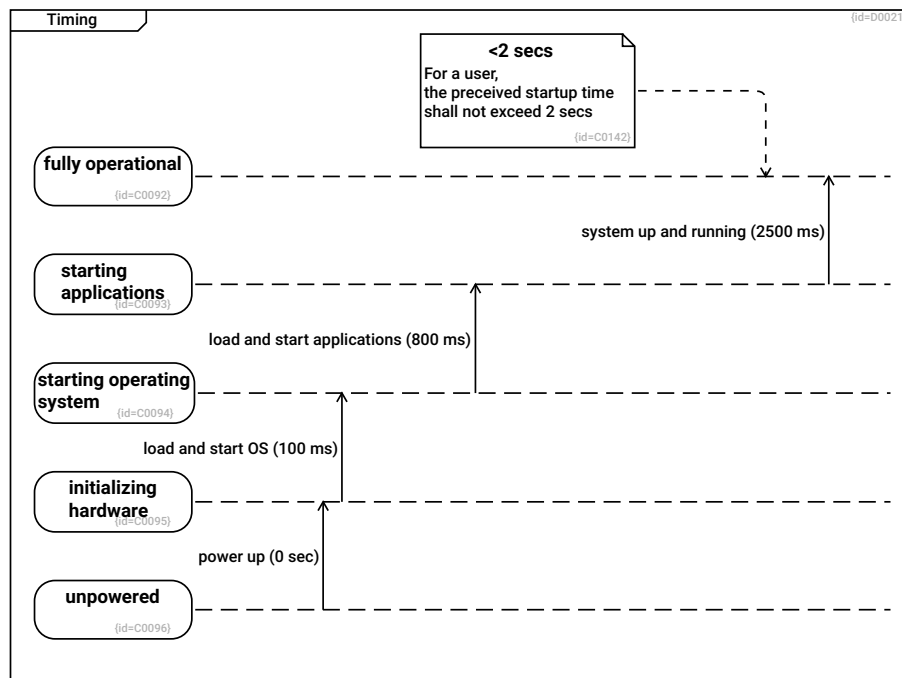 Timing
{id=D0021
<2 secs
For a user,
the preceived startup time
shall not exceed 2 secs
{id=C0142}
fully operational
{id=C0092}
system up and running (2500 ms)
starting
applications
{id=C0093}
load and start applications (800 ms)
starting operating
system
{id=C0094}
load and start OS (100 ms)
initializing
hardware
{id=C0095}
power up (0 sec)
unpowered
{id=C0096}